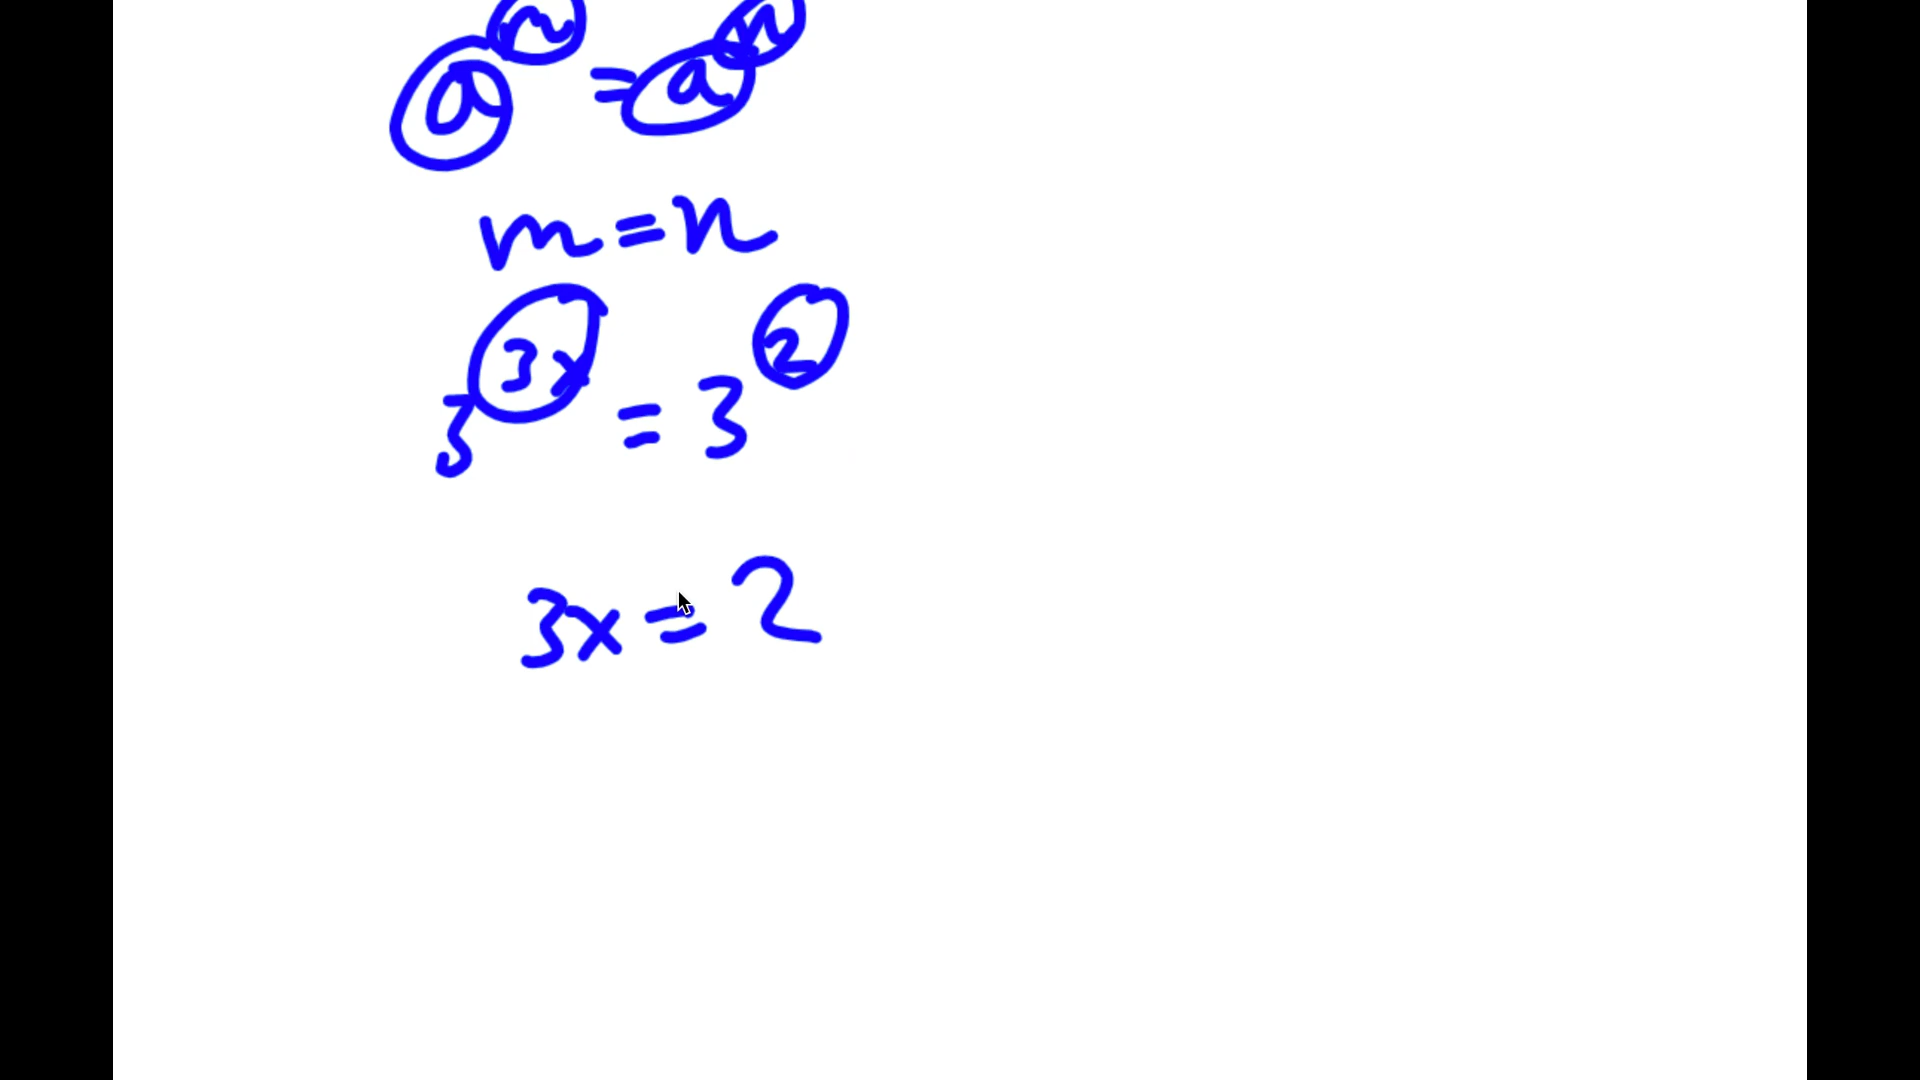 a^m = a^n
m = n
3^3x = 3^2
3x = 2